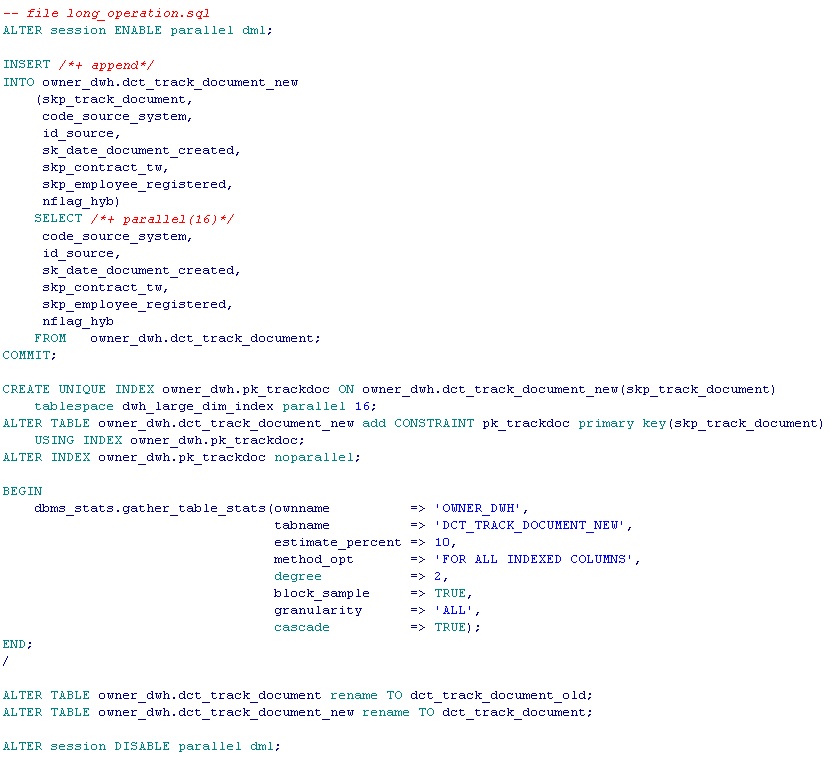 -- file long_operation.sql
ALTER session ENABLE parallel dml;
INSERT /*+ append*/
INTO owner_dwh.dct_track_document_new
(skp_track_document,
code_source_system,
id_source,
sk_date_document_created,
skp_contract_tw,
skp_employee_registered,
nflag_hyb)
SELECT /*+ parallel(16)*/
code_source_system,
id_source,
sk_date_document_created,
skp_contract_tw,
skp_employee_registered,
nflag_hyb
FROM owner_dwh.dct_track_document;
COMMIT;
CREATE UNIQUE INDEX owner_dwh.pk_trackdoc ON owner_dwh.dct_track_document_new(skp_track_document)
tablespace dwh_large_dim_index parallel 16;
ALTER TABLE owner_dwh.dct_track_document_new add CONSTRAINT pk_trackdoc primary key(skp_track_document)
USING INDEX owner_dwh.pk_trackdoc;
ALTER INDEX owner_dwh.pk_trackdoc noparallel;
BEGIN
dbms_stats.gather_table_stats(ownname => 'OWNER_DWH',
tabname => 'DCT_TRACK_DOCUMENT_NEW',
estimate_percent => 10,
method_opt => 'FOR ALL INDEXED COLUMNS',
degree => 2,
block_sample => TRUE,
granularity => 'ALL',
cascade => TRUE);
END;
/
ALTER TABLE owner_dwh.dct_track_document rename TO dct_track_document_old;
ALTER TABLE owner_dwh.dct_track_document_new rename TO dct_track_document;
ALTER session DISABLE parallel dml;